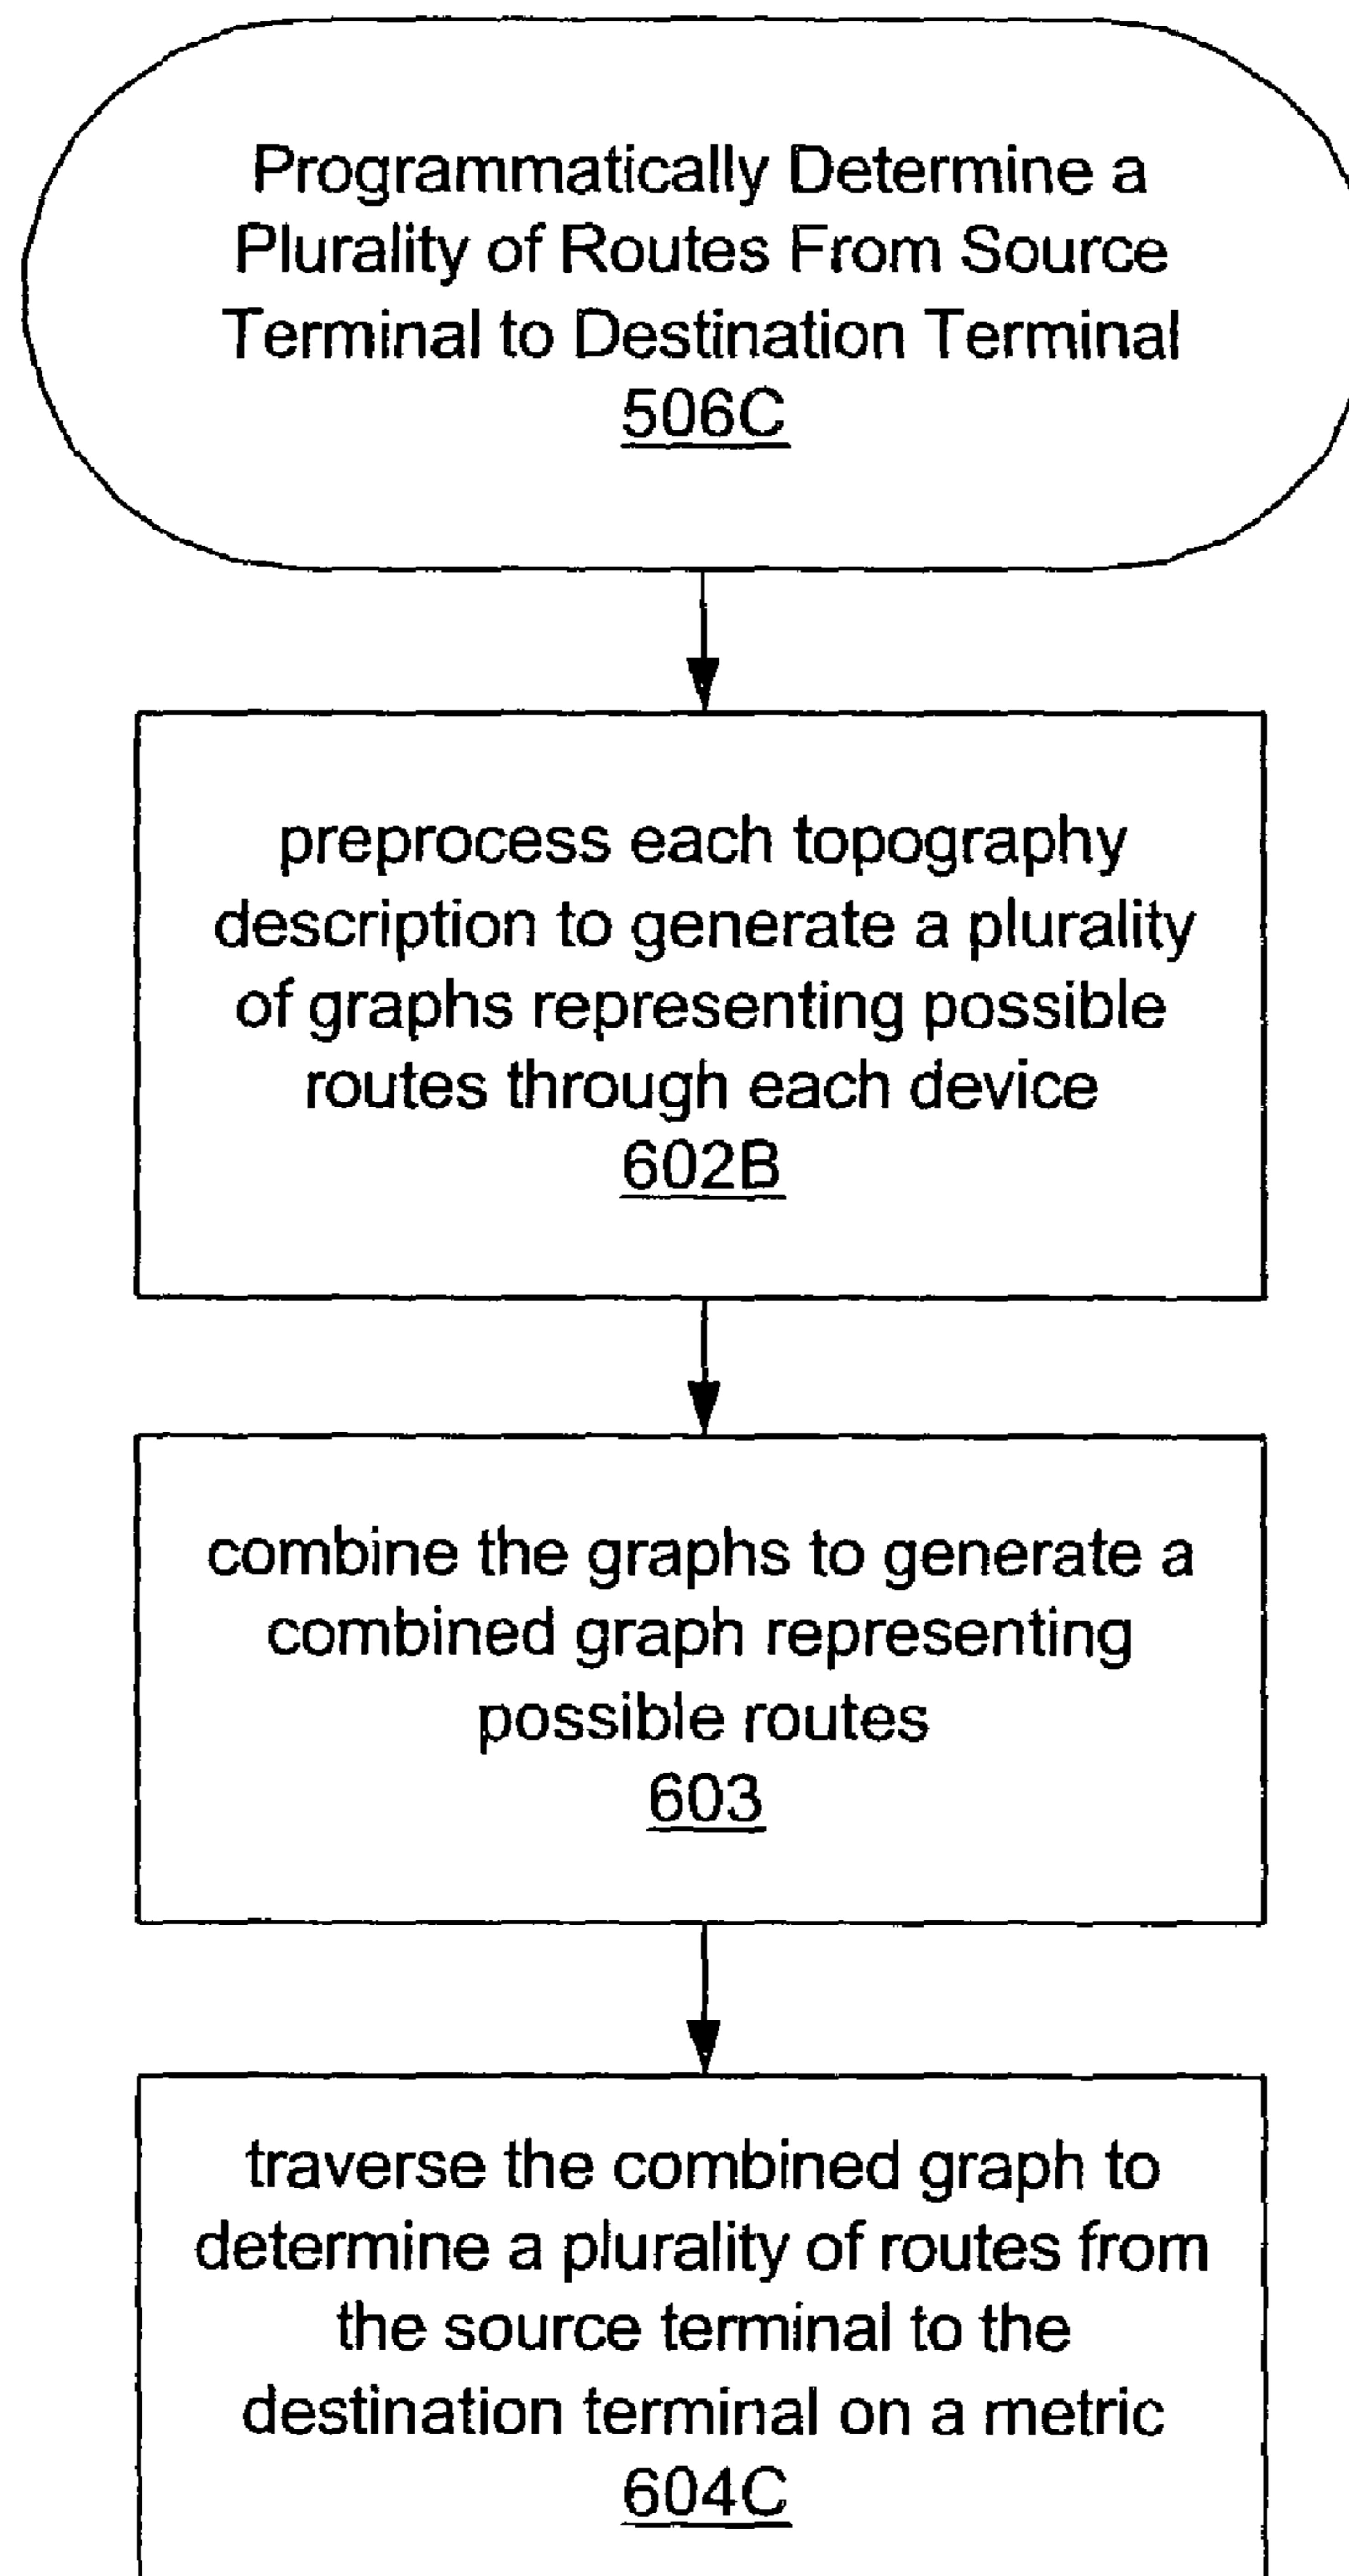 Programmatically Determine a
Plurality of Routes From Source
Terminal to Destination Terminal
506C
preprocess each topography
description to generate a plurality
of graphs representing possible
routes through each device
602B
combine the graphs to generate a
combined graph representing
possible routes
603
traverse the combined graph to
determine a plurality of routes from
the source terminal to the
destination terminal on a metric
604C